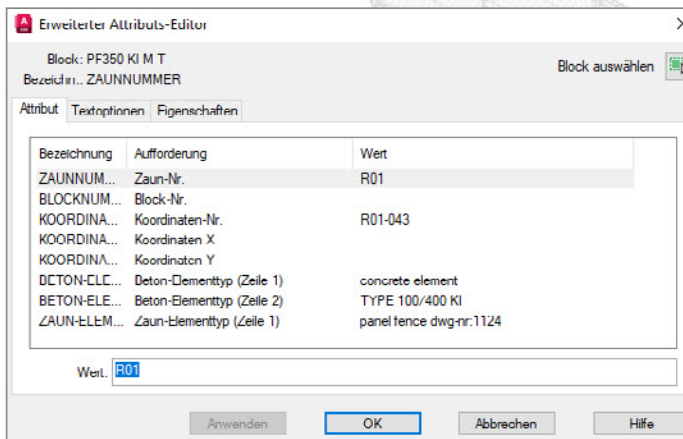 Erweiterter Attributs-Editor
Block: PF350 KI M T
Bezeichn.: ZAUNNUMMER
Block auswählen
Attribut Textoptionen Eigenschaften
Bezeichnung Aufforderung Wert
ZAUNNUM... Zaun-Nr. R01
BLOCKNUM... Block-Nr.
KOORDINA... Koordinaten-Nr. R01-043
KOORDINA... Koordinaten X
KOORDINA... Koordinaten Y
BETON-ELE... Beton-Elementtyp (Zeile 1) concrete element
BETON-ELE... Beton-Elementtyp (Zeile 2) TYPE 100/400 KI
ZAUN-ELEM... Zaun-Elementtyp (Zeile 1) panel fence dwg-nr:1124
Wert: R01
Anwenden OK Abbrechen Hilfe